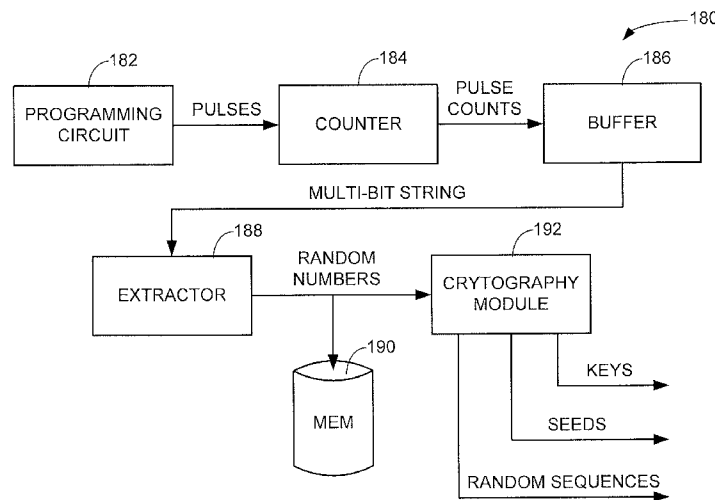 180
182
184
186
PROGRAMMING
CIRCUIT
PULSES
COUNTER
PULSE
COUNTS
BUFFER
MULTI-BIT STRING
188
192
EXTRACTOR
RANDOM
NUMBERS
CRYTOGRAPHY
MODULE
190
MEM
KEYS
SEEDS
RANDOM SEQUENCES